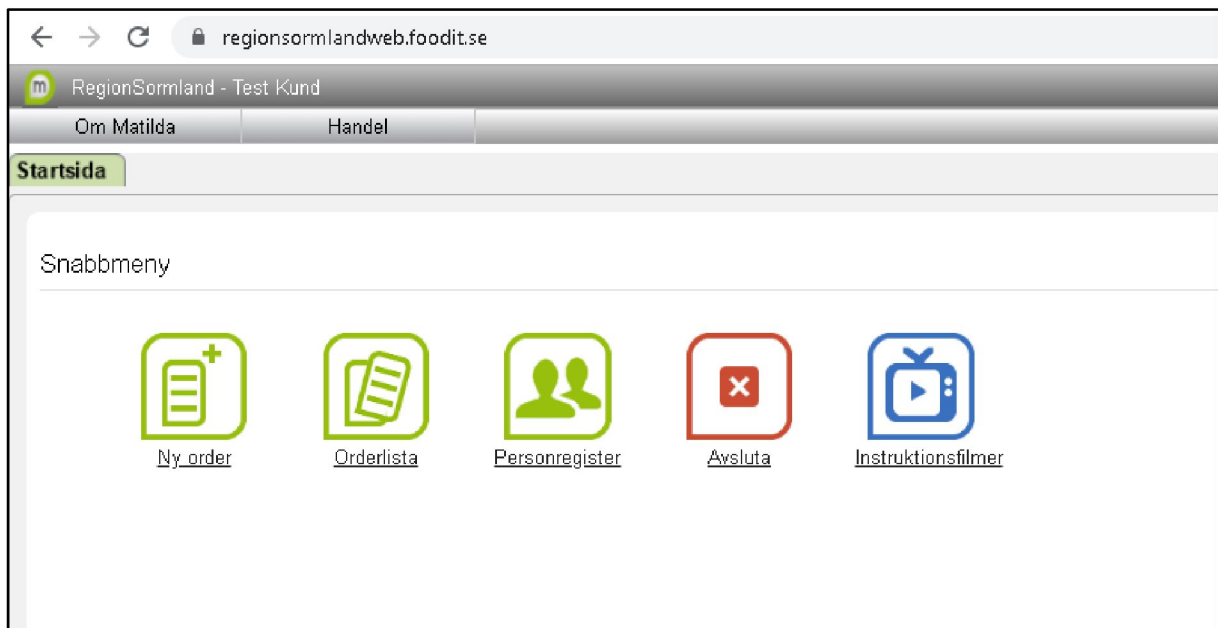 regionsormlandweb.foodit.se
m RegionSormland - Test Kund
Om Matilda Handel
Startsida
Snabbmeny
Ny order Orderlista Personregister Avsluta Instruktionsfilmer